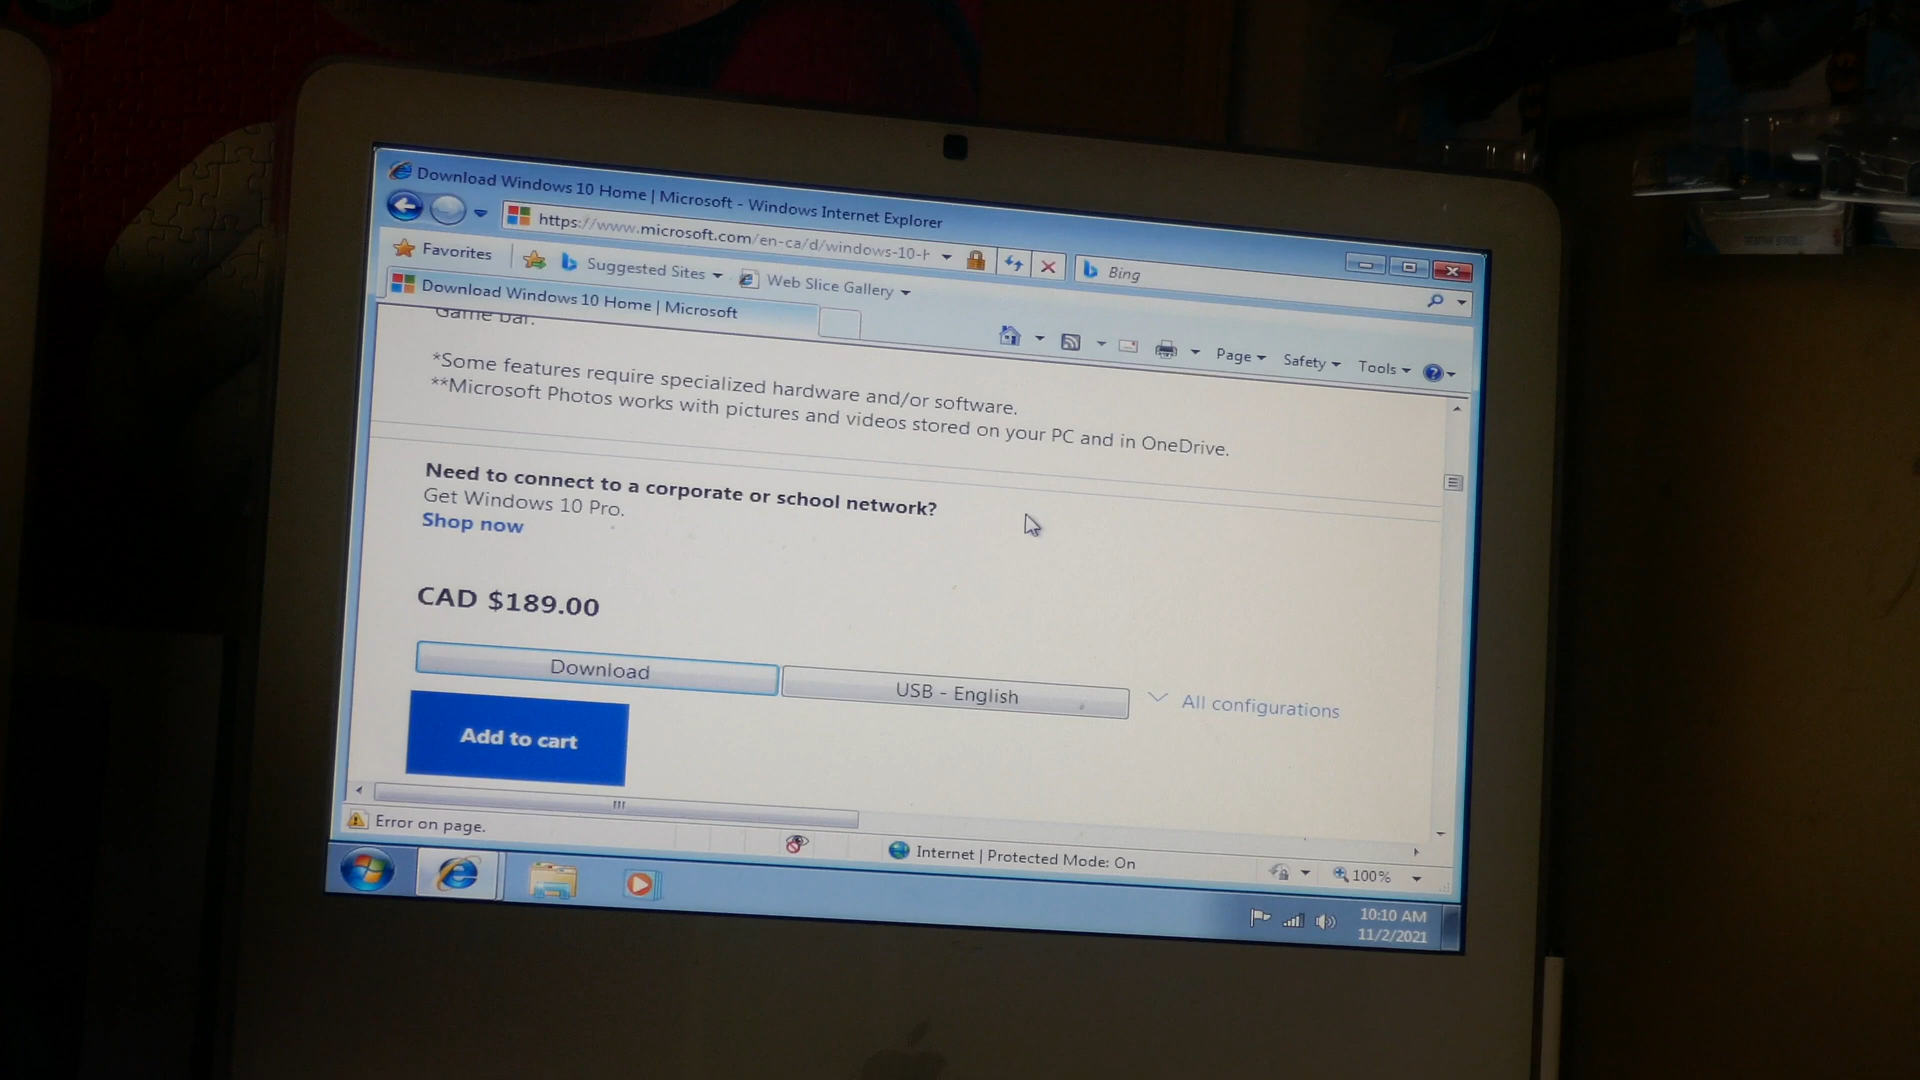 Download Windows 10 Home | Microsoft - Windows Internet Explorer
https://www.microsoft.com/en-ca/d/windows-10-h
Bing
Favorites
Suggested Sites
Web Slice Gallery
Download Windows 10 Home | Microsoft
Page
Safety
Tools
Game bar.
*Some features require specialized hardware and/or software.
**Microsoft Photos works with pictures and videos stored on your PC and in OneDrive.
Need to connect to a corporate or school network?
Get Windows 10 Pro.
Shop now
CAD $189.00
Download
USB - English
All configurations
Add to cart
Error on page.
Internet | Protected Mode: On
100%
10:10 AM
11/2/2021